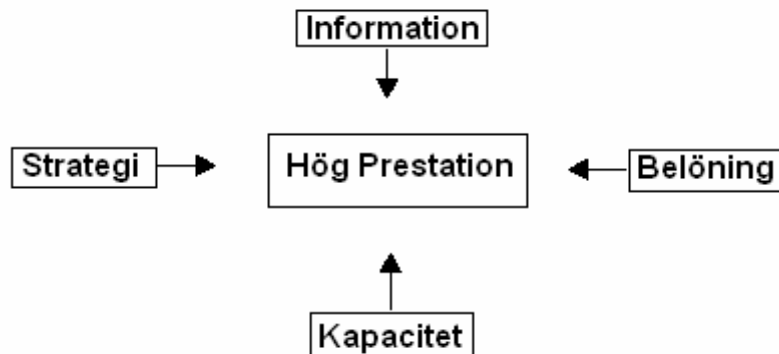 Information
Strategi
Hög Prestation
Belöning
Kapacitet